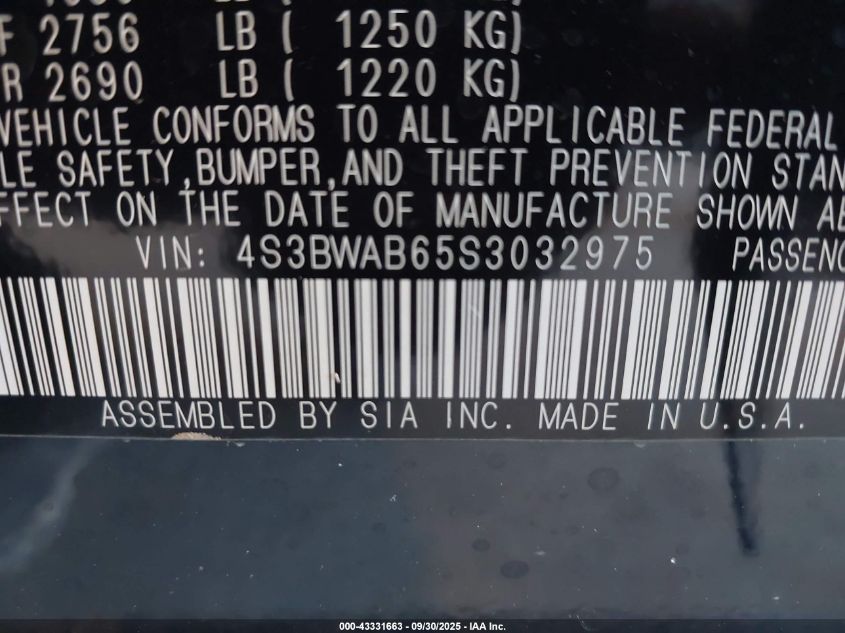 F 2756 LB ( 1250 KG)
R 2690 LB ( 1220 KG)
VEHICLE CONFORMS TO ALL APPLICABLE FEDERAL
LE SAFETY,BUMPER,AND THEFT PREVENTION STAN
FFECT ON THE DATE OF MANUFACTURE SHOWN AB
VIN: 4S3BWAB65S3032975 PASSENG
ASSEMBLED BY SIA INC. MADE IN U.S.A.
000-43331663 - 09/30/2025 - IAA Inc.